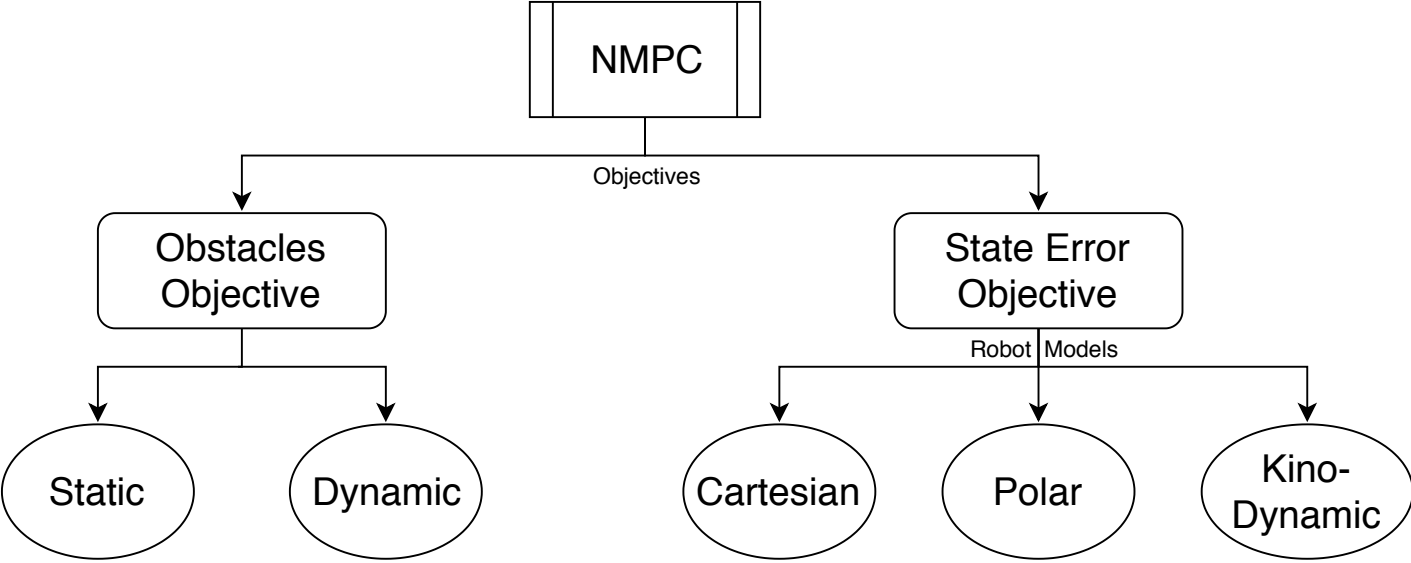 NMPC
Objectives
Obstacles
Objective
State Error
Objective
Robot Models
Static
Dynamic
Cartesian
Polar
Kino-
Dynamic